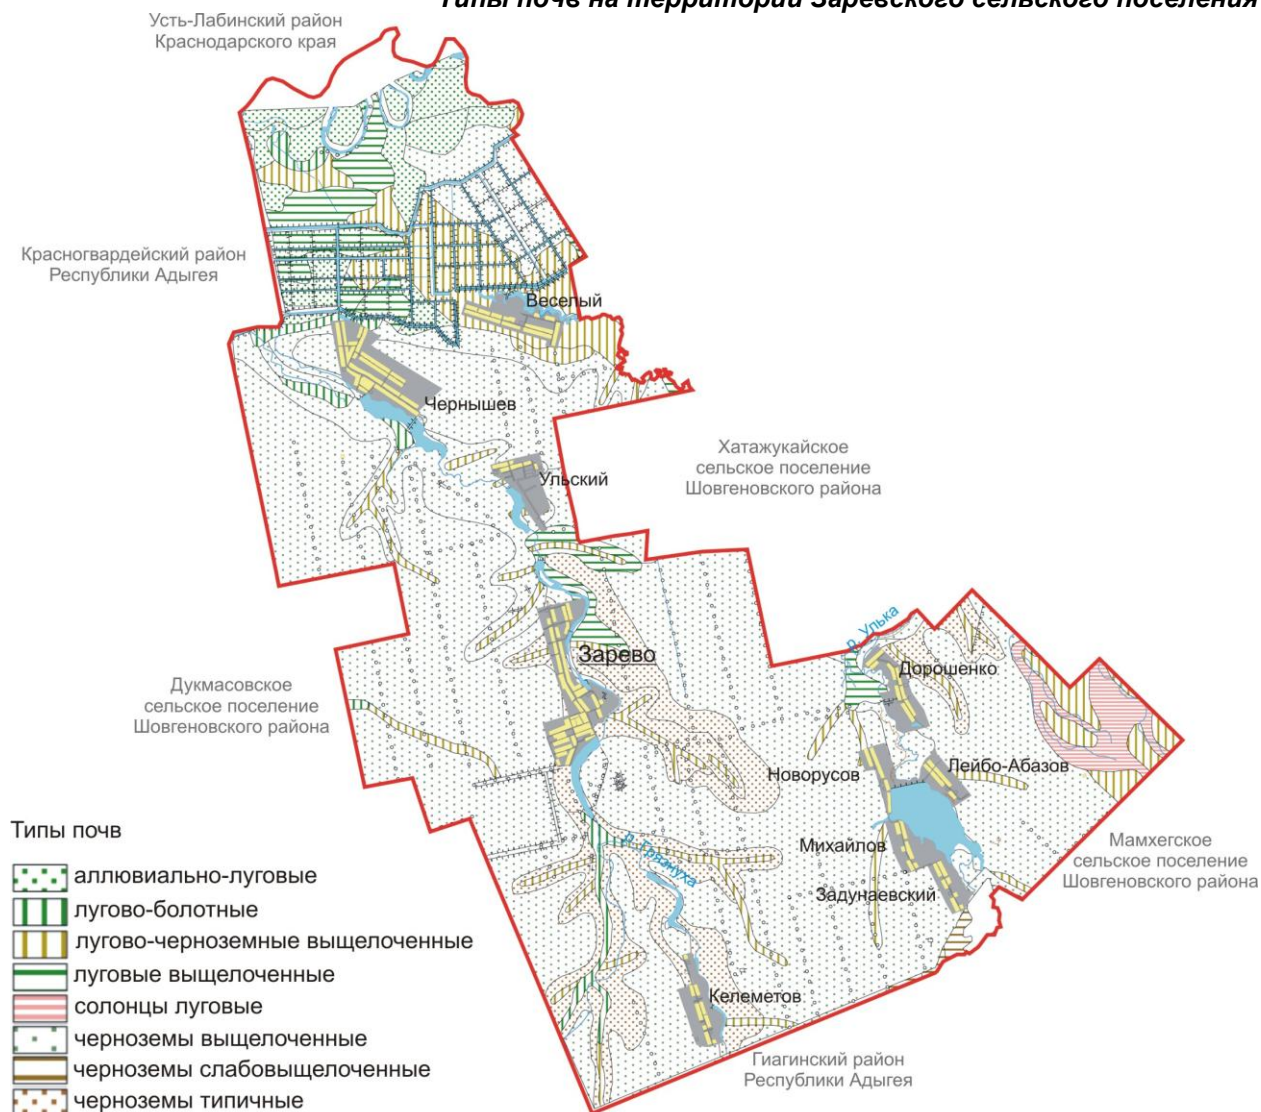 Типы почв на территории Заревского сельского поселения
Усть-Лабинский район
Краснодарского края
Красногвардейский район
Республики Адыгея
Веселый
Чернышев
Хатажукайское
сельское поселение
Шовгеновского района
Ульский
р. Улька
Зарево
Дорошенко
Дукмасовское
сельское поселение
Шовгеновского района
Новорусов
Лейбо-Абазов
Михайлов
Мамхегское
сельское поселение
Шовгеновского района
р. Грязнуха
Задунаевский
Келеметов
Гиагинский район
Республики Адыгея
Типы почв
аллювиально-луговые
лугово-болотные
лугово-черноземные выщелоченные
луговые выщелоченные
солонцы луговые
черноземы выщелоченные
черноземы слабовыщелоченные
черноземы типичные